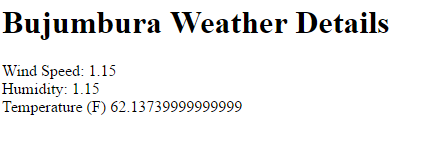 Bujumbura Weather Details
Wind Speed: 1.15
Humidity: 1.15
Temperature (F) 62.13739999999999